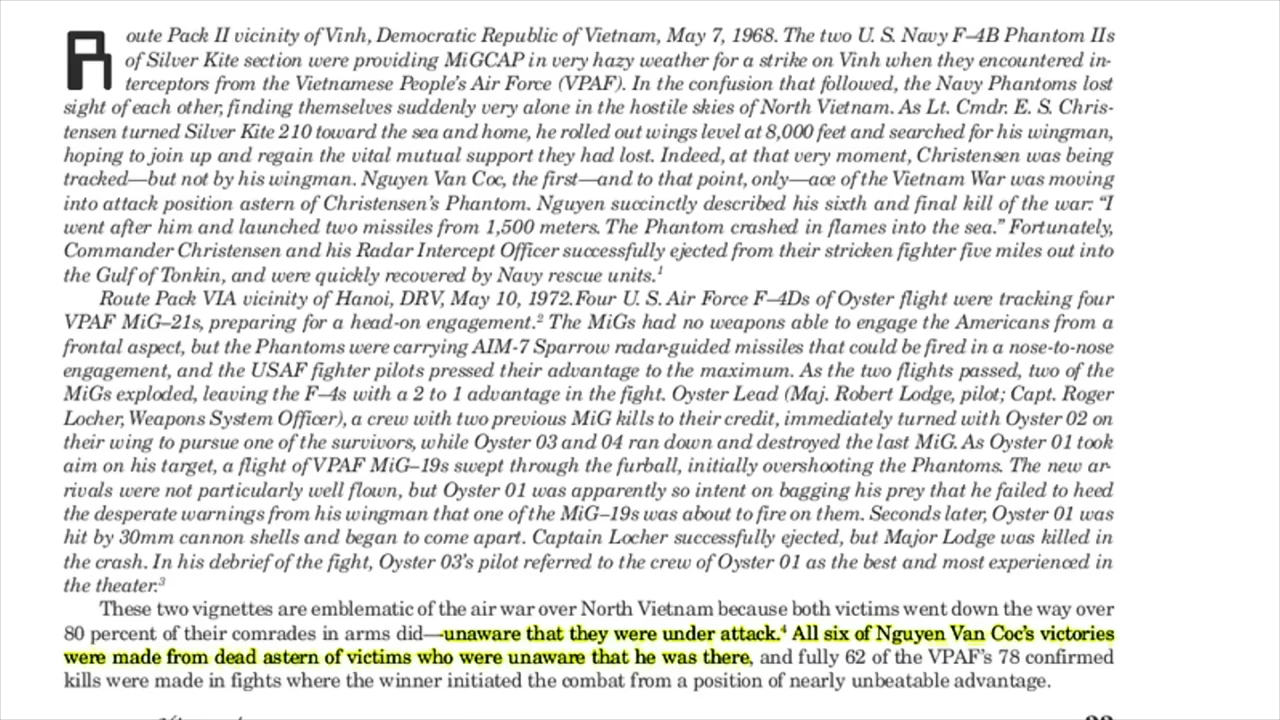 Route Pack II vicinity of Vinh, Democratic Republic of Vietnam, May 7, 1968. The two U. S. Navy F–4B Phantom IIs
of Silver Kite section were providing MiGCAP in very hazy weather for a strike on Vinh when they encountered in-
terceptors from the Vietnamese People's Air Force (VPAF). In the confusion that followed, the Navy Phantoms lost
sight of each other, finding themselves suddenly very alone in the hostile skies of North Vietnam. As Lt. Cmdr. E. S. Chris-
tensen turned Silver Kite 210 toward the sea and home, he rolled out wings level at 8,000 feet and searched for his wingman,
hoping to join up and regain the vital mutual support they had lost. Indeed, at that very moment, Christensen was being
tracked—but not by his wingman. Nguyen Van Coc, the first—and to that point, only—ace of the Vietnam War was moving
into attack position astern of Christensen's Phantom. Nguyen succinctly described his sixth and final kill of the war: “I
went after him and launched two missiles from 1,500 meters. The Phantom crashed in flames into the sea.” Fortunately,
Commander Christensen and his Radar Intercept Officer successfully ejected from their stricken fighter five miles out into
the Gulf of Tonkin, and were quickly recovered by Navy rescue units.¹
Route Pack VIA vicinity of Hanoi, DRV, May 10, 1972.Four U. S. Air Force F–4Ds of Oyster flight were tracking four
VPAF MiG–21s, preparing for a head-on engagement.² The MiGs had no weapons able to engage the Americans from a
frontal aspect, but the Phantoms were carrying AIM-7 Sparrow radar-guided missiles that could be fired in a nose-to-nose
engagement, and the USAF fighter pilots pressed their advantage to the maximum. As the two flights passed, two of the
MiGs exploded, leaving the F–4s with a 2 to 1 advantage in the fight. Oyster Lead (Maj. Robert Lodge, pilot; Capt. Roger
Locher, Weapons System Officer), a crew with two previous MiG kills to their credit, immediately turned with Oyster 02 on
their wing to pursue one of the survivors, while Oyster 03 and 04 ran down and destroyed the last MiG. As Oyster 01 took
aim on his target, a flight of VPAF MiG–19s swept through the furball, initially overshooting the Phantoms. The new ar-
rivals were not particularly well flown, but Oyster 01 was apparently so intent on bagging his prey that he failed to heed
the desperate warnings from his wingman that one of the MiG–19s was about to fire on them. Seconds later, Oyster 01 was
hit by 30mm cannon shells and began to come apart. Captain Locher successfully ejected, but Major Lodge was killed in
the crash. In his debrief of the fight, Oyster 03's pilot referred to the crew of Oyster 01 as the best and most experienced in
the theater.³
These two vignettes are emblematic of the air war over North Vietnam because both victims went down the way over
80 percent of their comrades in arms did—unaware that they were under attack.⁴ All six of Nguyen Van Coc's victories
were made from dead astern of victims who were unaware that he was there, and fully 62 of the VPAF's 78 confirmed
kills were made in fights where the winner initiated the combat from a position of nearly unbeatable advantage.